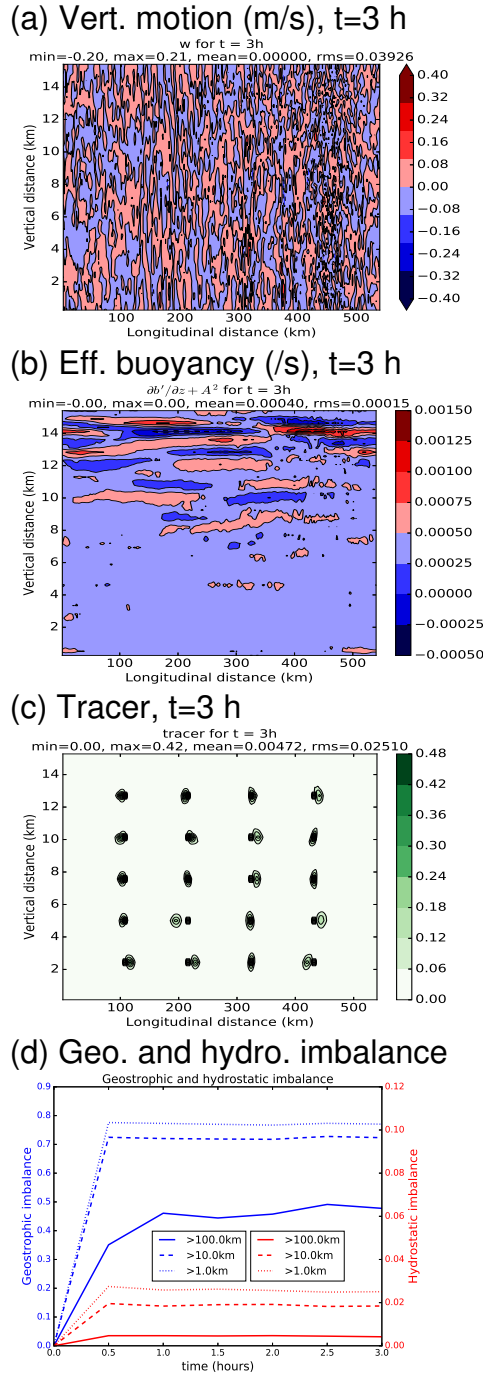 (a) Vert. motion (m/s), t=3 h
w for t = 3h
min=-0.20, max=0.21, mean=0.00000, rms=0.03926
Vertical distance (km)
14
12
10
8
6
4
2
100 200 300 400 500
Longitudinal distance (km)
0.40
0.32
0.24
0.16
0.08
0.00
−0.08
−0.16
−0.24
−0.32
−0.40
(b) Eff. buoyancy (/s), t=3 h
∂b′/∂z + A² for t = 3h
min=-0.00, max=0.00, mean=0.00040, rms=0.00015
Vertical distance (km)
14
12
10
8
6
4
2
100 200 300 400 500
Longitudinal distance (km)
0.00150
0.00125
0.00100
0.00075
0.00050
0.00025
0.00000
−0.00025
−0.00050
(c) Tracer, t=3 h
tracer for t = 3h
min=0.00, max=0.42, mean=0.00472, rms=0.02510
Vertical distance (km)
14
12
10
8
6
4
2
100 200 300 400 500
Longitudinal distance (km)
0.48
0.42
0.36
0.30
0.24
0.18
0.12
0.06
0.00
(d) Geo. and hydro. imbalance
Geostrophic and hydrostatic imbalance
Geostrophic imbalance
0.9
0.8
0.7
0.6
0.5
0.4
0.3
0.2
0.1
0.0
>100.0km
>10.0km
>1.0km
>100.0km
>10.0km
>1.0km
0.12
0.10
0.08
0.06
0.04
0.02
0.00
Hydrostatic imbalance
0.0 0.5 1.0 1.5 2.0 2.5 3.0
time (hours)